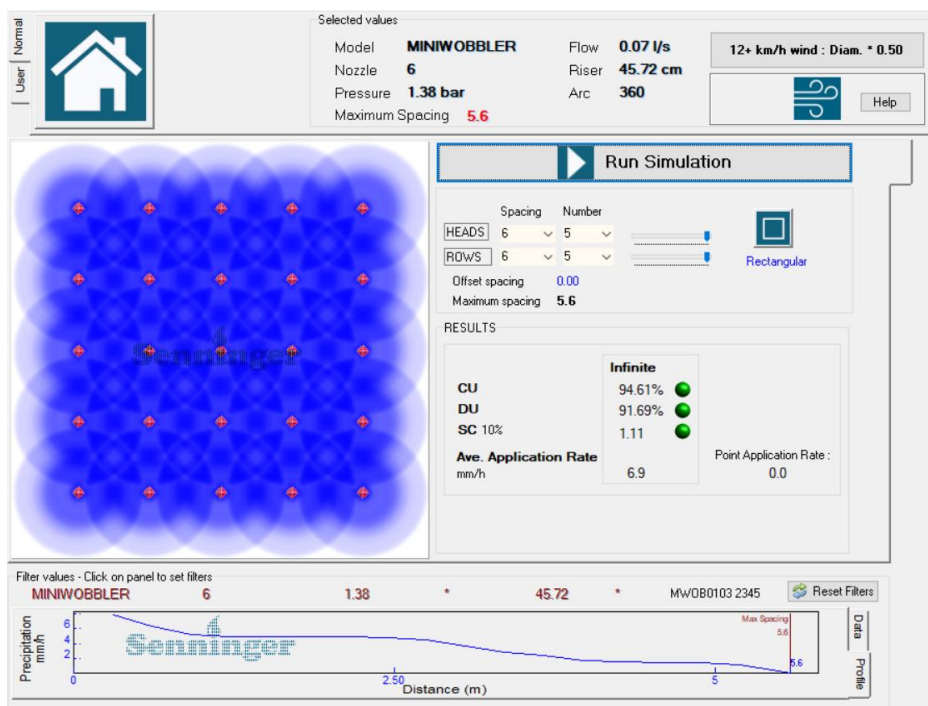 Normal
User
Selected values
Model MINIWOBBLER Flow 0.07 l/s
Nozzle 6 Riser 45.72 cm
Pressure 1.38 bar Arc 360
Maximum Spacing 5.6
12+ km/h wind : Diam. * 0.50
Help
Run Simulation
Spacing Number
HEADS 6 5
ROWS 6 5
Rectangular
Offset spacing 0.00
Maximum spacing 5.6
Senninger
RESULTS
Infinite
CU 94.61%
DU 91.69%
SC 10% 1.11
Ave. Application Rate
mm/h 6.9
Point Application Rate :
0.0
Filter values - Click on panel to set filters
MINIWOBBLER 6 1.38 * 45.72 * MWOB0103 2345 Reset Filters
Precipitation
mm/h
6
4
2
Senninger
Max Spacing
5.6
5.6
0 2.50 5
Distance (m)
Data
Profile